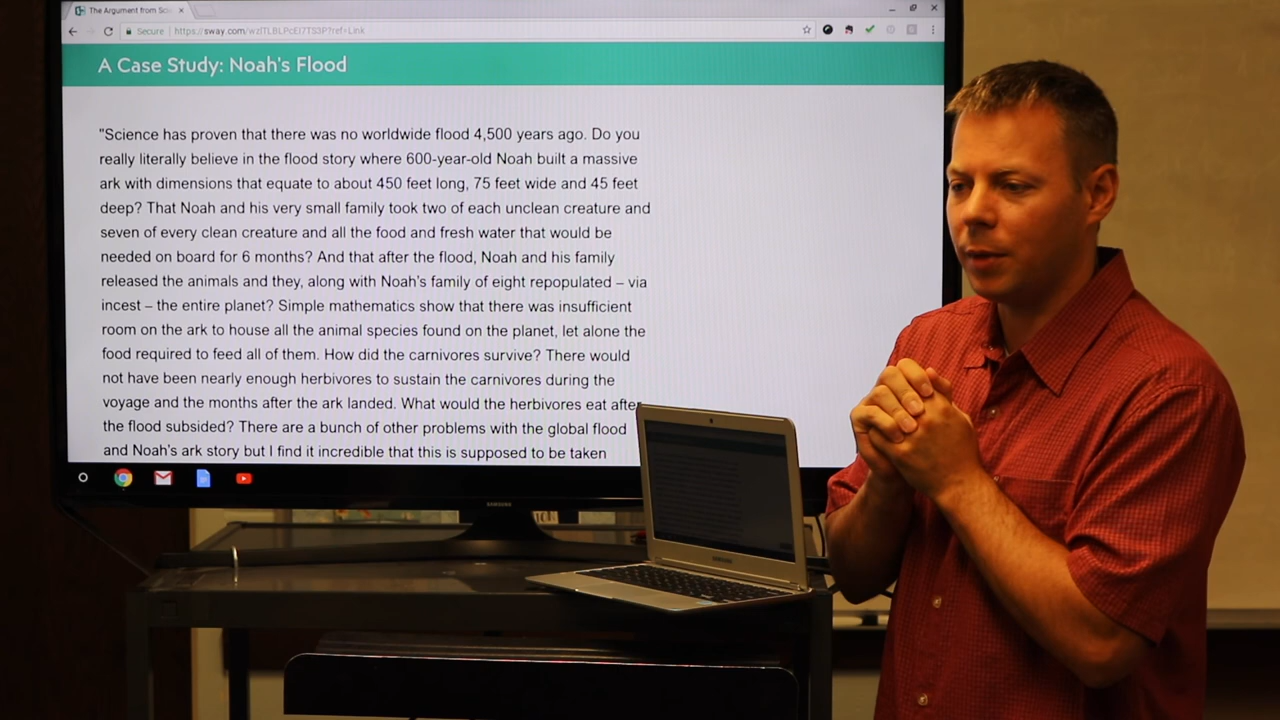 The Argument from Scie
Secure
A Case Study: Noah's Flood
"Science has proven that there was no worldwide flood 4,500 years ago. Do you
really literally believe in the flood story where 600-year-old Noah built a massive
ark with dimensions that equate to about 450 feet long, 75 feet wide and 45 feet
deep? That Noah and his very small family took two of each unclean creature and
seven of every clean creature and all the food and fresh water that would be
needed on board for 6 months? And that after the flood, Noah and his family
released the animals and they, along with Noah's family of eight repopulated – via
incest – the entire planet? Simple mathematics show that there was insufficient
room on the ark to house all the animal species found on the planet, let alone the
food required to feed all of them. How did the carnivores survive? There would
not have been nearly enough herbivores to sustain the carnivores during the
voyage and the months after the ark landed. What would the herbivores eat after
the flood subsided? There are a bunch of other problems with the global flood
and Noah's ark story but I find it incredible that this is supposed to be taken
SAMSUNG
SAMSUNG